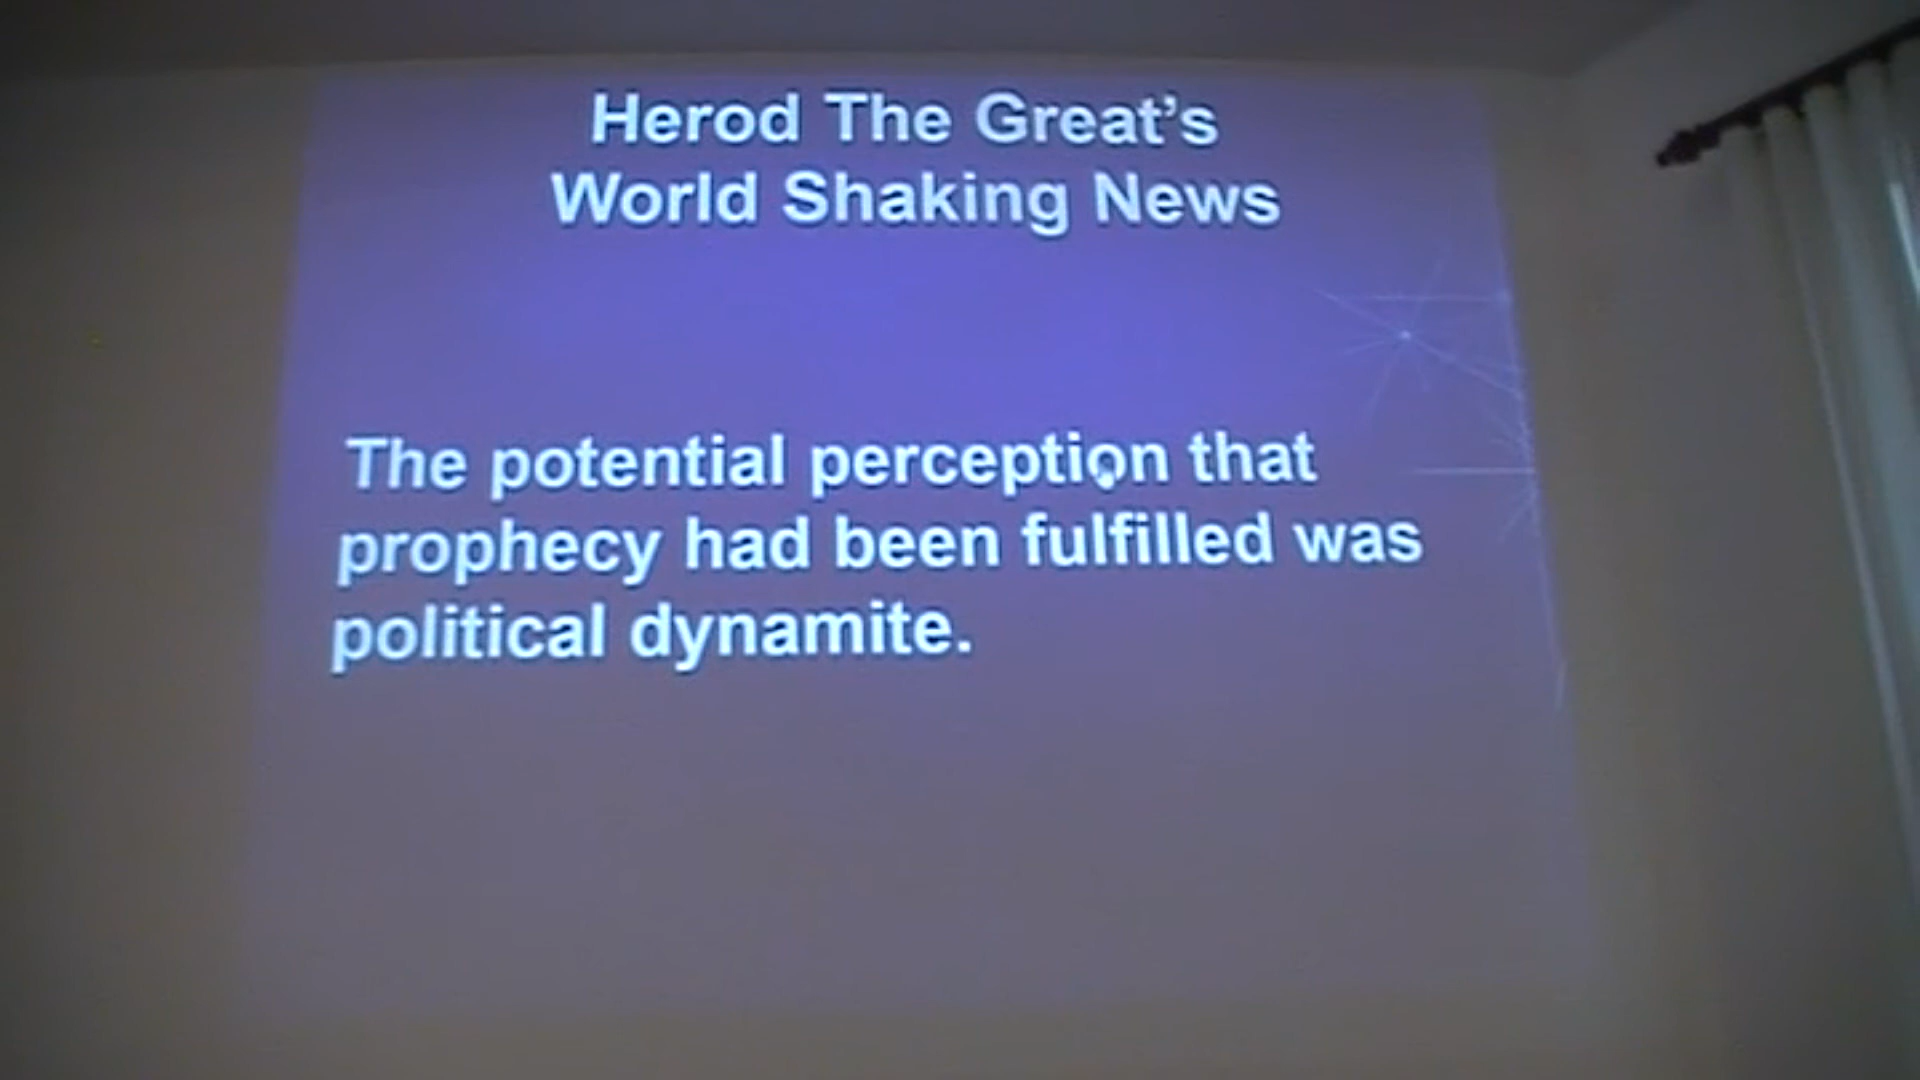 Herod The Great’s
World Shaking News
The potential perception that
prophecy had been fulfilled was
political dynamite.